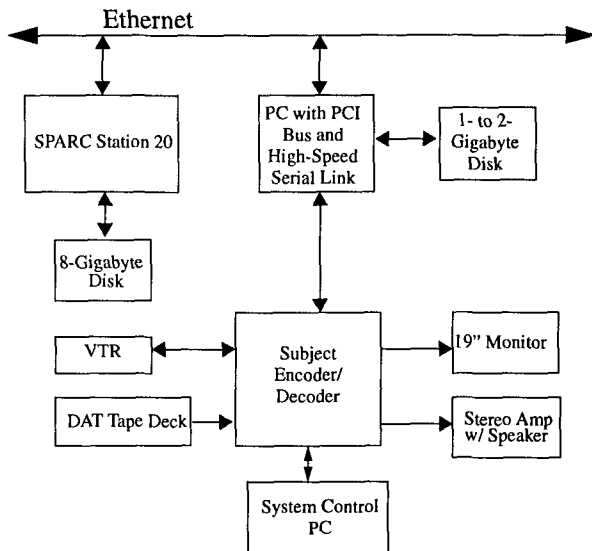 Ethernet
SPARC Station 20
PC with PCI
Bus and
High-Speed
Serial Link
1- to 2-
Gigabyte
Disk
8-Gigabyte
Disk
VTR
DAT Tape Deck
Subject
Encoder/
Decoder
19" Monitor
Stereo Amp
w/ Speaker
System Control
PC